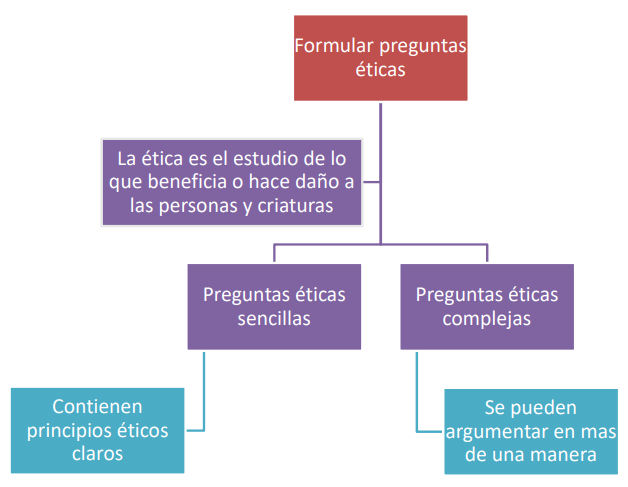 Formular preguntas
éticas
La ética es el estudio de lo
que beneficia o hace daño a
las personas y criaturas
Preguntas éticas
sencillas
Preguntas éticas
complejas
Contienen
principios éticos
claros
Se pueden
argumentar en mas
de una manera